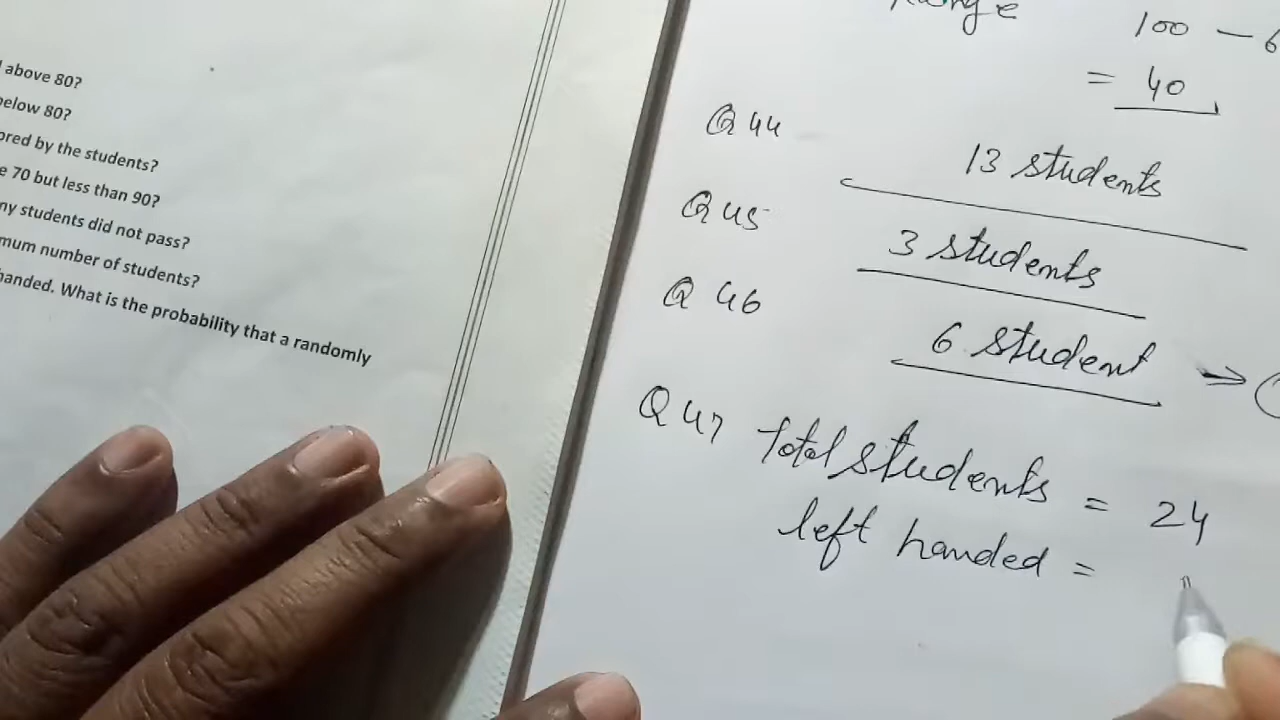 above 80?
below 80?
ored by the students?
e 70 but less than 90?
ny students did not pass?
mum number of students?
handed. What is the probability that a randomly
Range 100 - 6
= 40
Q 44 13 students
Q 45 3 students
Q 46 6 student →
Q 47 Total students = 24
left handed =